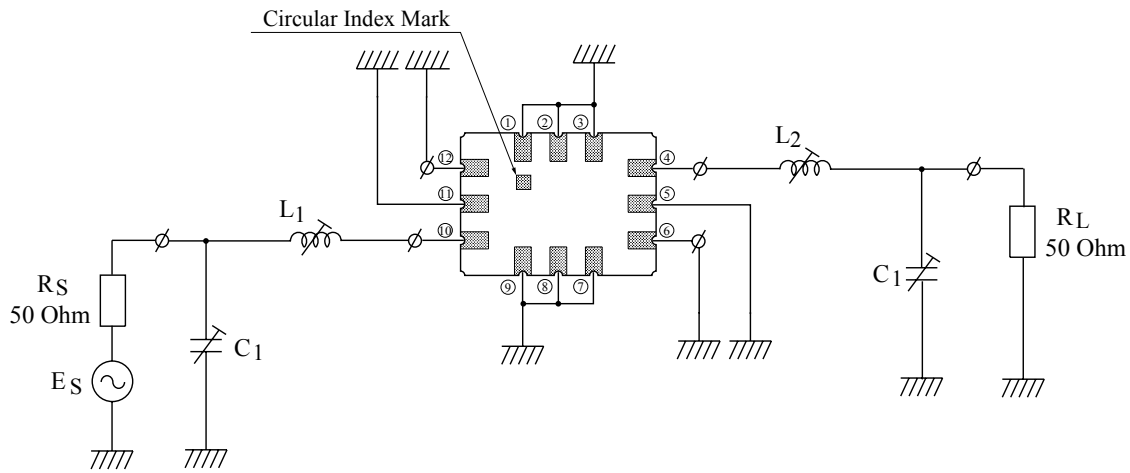 Circular Index Mark
① ② ③
⑫ ④
⑪ ⑤
⑩ ⑥
⑨ ⑧ ⑦
L1
L2
RS
50 Ohm
ES
C1
C1
RL
50 Ohm